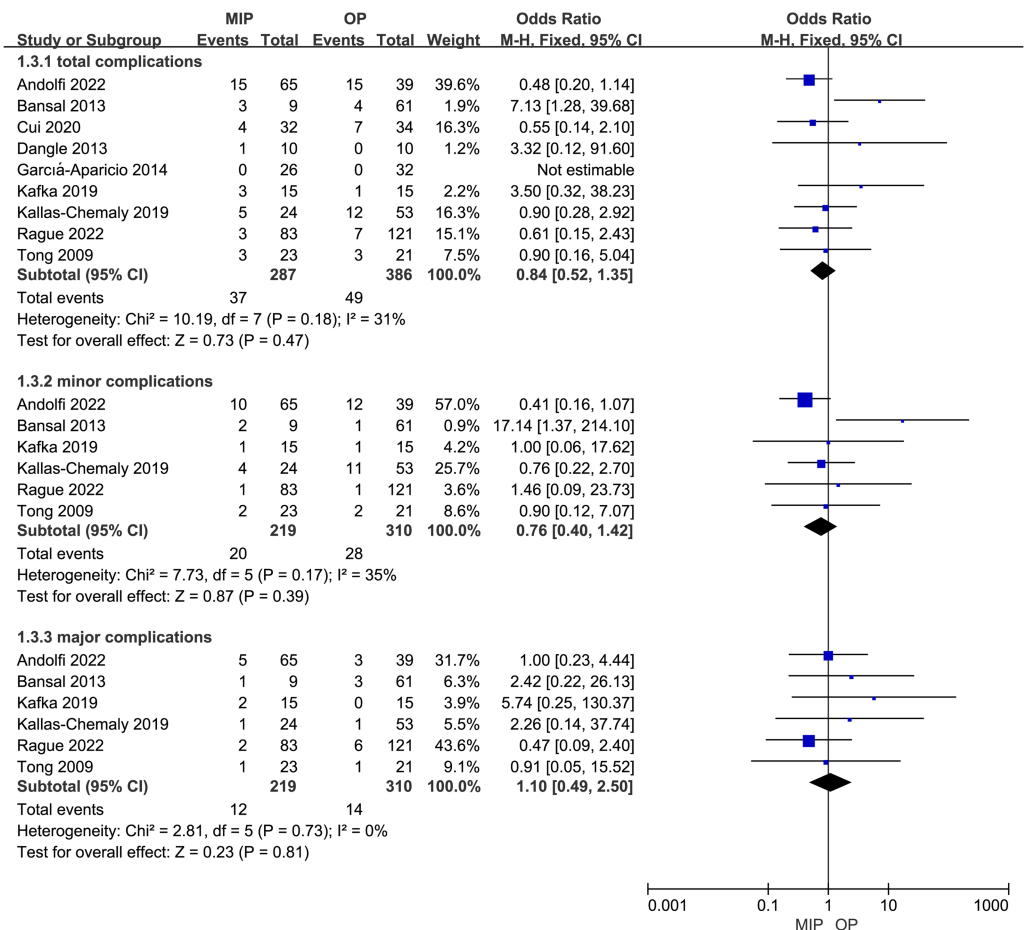 MIP OP Odds Ratio Odds Ratio
Study or Subgroup Events Total Events Total Weight M-H, Fixed, 95% CI M-H, Fixed, 95% CI
1.3.1 total complications
Andolfi 2022 15 65 15 39 39.6% 0.48 [0.20, 1.14]
Bansal 2013 3 9 4 61 1.9% 7.13 [1.28, 39.68]
Cui 2020 4 32 7 34 16.3% 0.55 [0.14, 2.10]
Dangle 2013 1 10 0 10 1.2% 3.32 [0.12, 91.60]
Garcıá-Aparicio 2014 0 26 0 32 Not estimable
Kafka 2019 3 15 1 15 2.2% 3.50 [0.32, 38.23]
Kallas-Chemaly 2019 5 24 12 53 16.3% 0.90 [0.28, 2.92]
Rague 2022 3 83 7 121 15.1% 0.61 [0.15, 2.43]
Tong 2009 3 23 3 21 7.5% 0.90 [0.16, 5.04]
Subtotal (95% CI) 287 386 100.0% 0.84 [0.52, 1.35]
Total events 37 49
Heterogeneity: Chi² = 10.19, df = 7 (P = 0.18); I² = 31%
Test for overall effect: Z = 0.73 (P = 0.47)
1.3.2 minor complications
Andolfi 2022 10 65 12 39 57.0% 0.41 [0.16, 1.07]
Bansal 2013 2 9 1 61 0.9% 17.14 [1.37, 214.10]
Kafka 2019 1 15 1 15 4.2% 1.00 [0.06, 17.62]
Kallas-Chemaly 2019 4 24 11 53 25.7% 0.76 [0.22, 2.70]
Rague 2022 1 83 1 121 3.6% 1.46 [0.09, 23.73]
Tong 2009 2 23 2 21 8.6% 0.90 [0.12, 7.07]
Subtotal (95% CI) 219 310 100.0% 0.76 [0.40, 1.42]
Total events 20 28
Heterogeneity: Chi² = 7.73, df = 5 (P = 0.17); I² = 35%
Test for overall effect: Z = 0.87 (P = 0.39)
1.3.3 major complications
Andolfi 2022 5 65 3 39 31.7% 1.00 [0.23, 4.44]
Bansal 2013 1 9 3 61 6.3% 2.42 [0.22, 26.13]
Kafka 2019 2 15 0 15 3.9% 5.74 [0.25, 130.37]
Kallas-Chemaly 2019 1 24 1 53 5.5% 2.26 [0.14, 37.74]
Rague 2022 2 83 6 121 43.6% 0.47 [0.09, 2.40]
Tong 2009 1 23 1 21 9.1% 0.91 [0.05, 15.52]
Subtotal (95% CI) 219 310 100.0% 1.10 [0.49, 2.50]
Total events 12 14
Heterogeneity: Chi² = 2.81, df = 5 (P = 0.73); I² = 0%
Test for overall effect: Z = 0.23 (P = 0.81)
0.001 0.1 1 10 1000
MIP OP